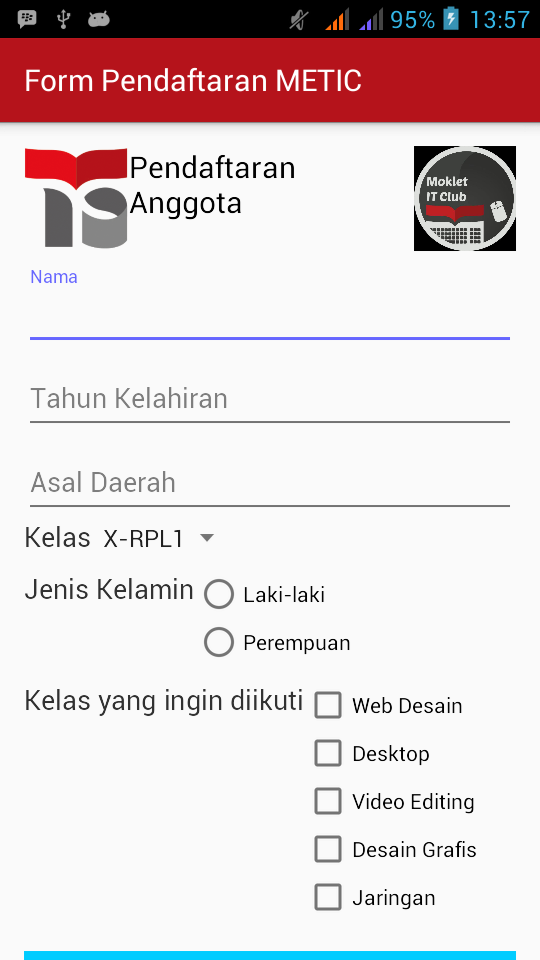 95% 13:57
Form Pendaftaran METIC
Pendaftaran
Anggota
Moklet
IT Club
Nama
Tahun Kelahiran
Asal Daerah
Kelas X-RPL1
Jenis Kelamin Laki-laki
Perempuan
Kelas yang ingin diikuti Web Desain
Desktop
Video Editing
Desain Grafis
Jaringan